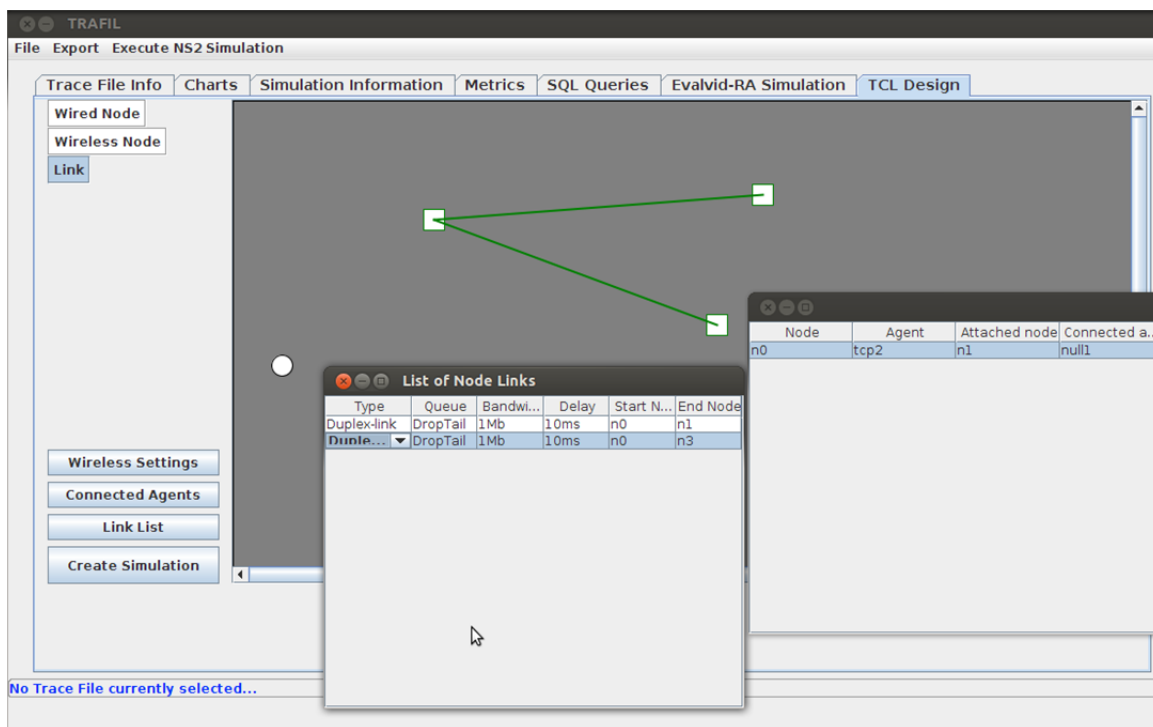 TRAFIL
File Export Execute NS2 Simulation
Trace File Info Charts Simulation Information Metrics SQL Queries Evalvid-RA Simulation TCL Design
Wired Node
Wireless Node
Link
Node Agent Attached node Connected a...
n0 tcp2 n1 null1
List of Node Links
Type Queue Bandwi... Delay Start N... End Node
Duplex-link DropTail 1Mb 10ms n0 n1
Duple... DropTail 1Mb 10ms n0 n3
Wireless Settings
Connected Agents
Link List
Create Simulation
No Trace File currently selected...